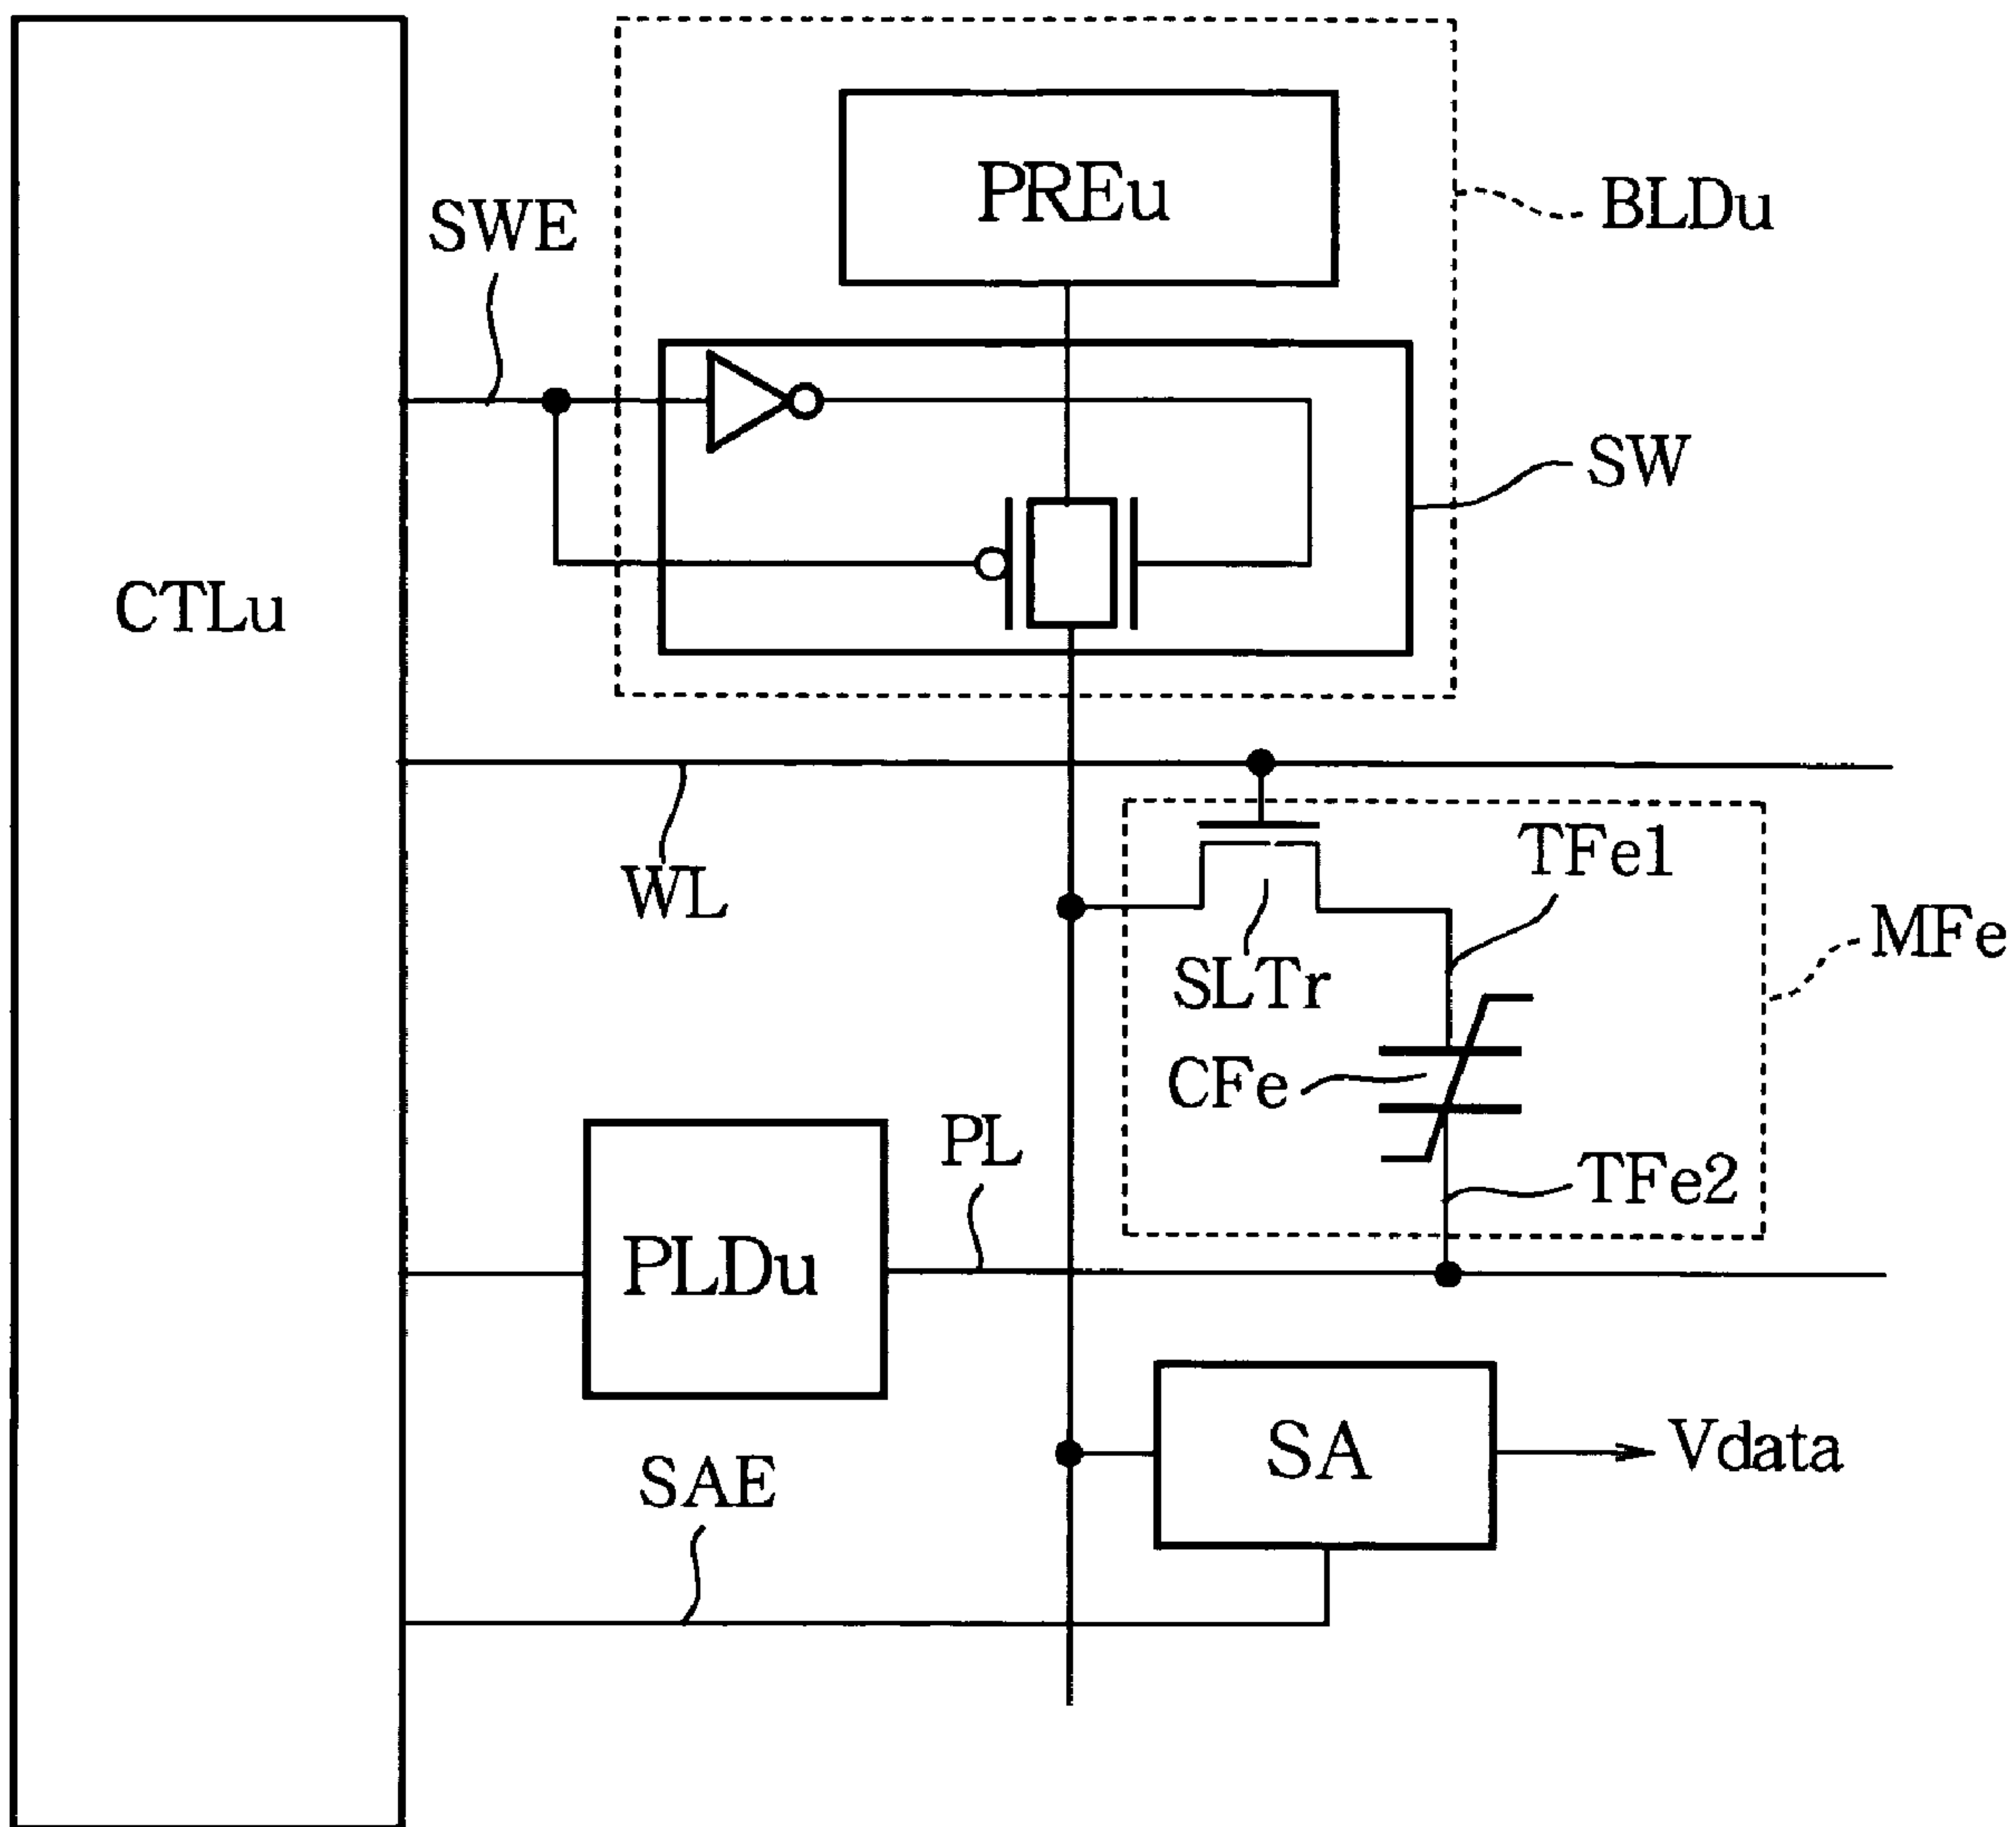 PREu
BLDu
SWE
SW
CTLu
TFe1
WL
MFe
SLTr
CFe
PL
TFe2
PLDu
SA
Vdata
SAE